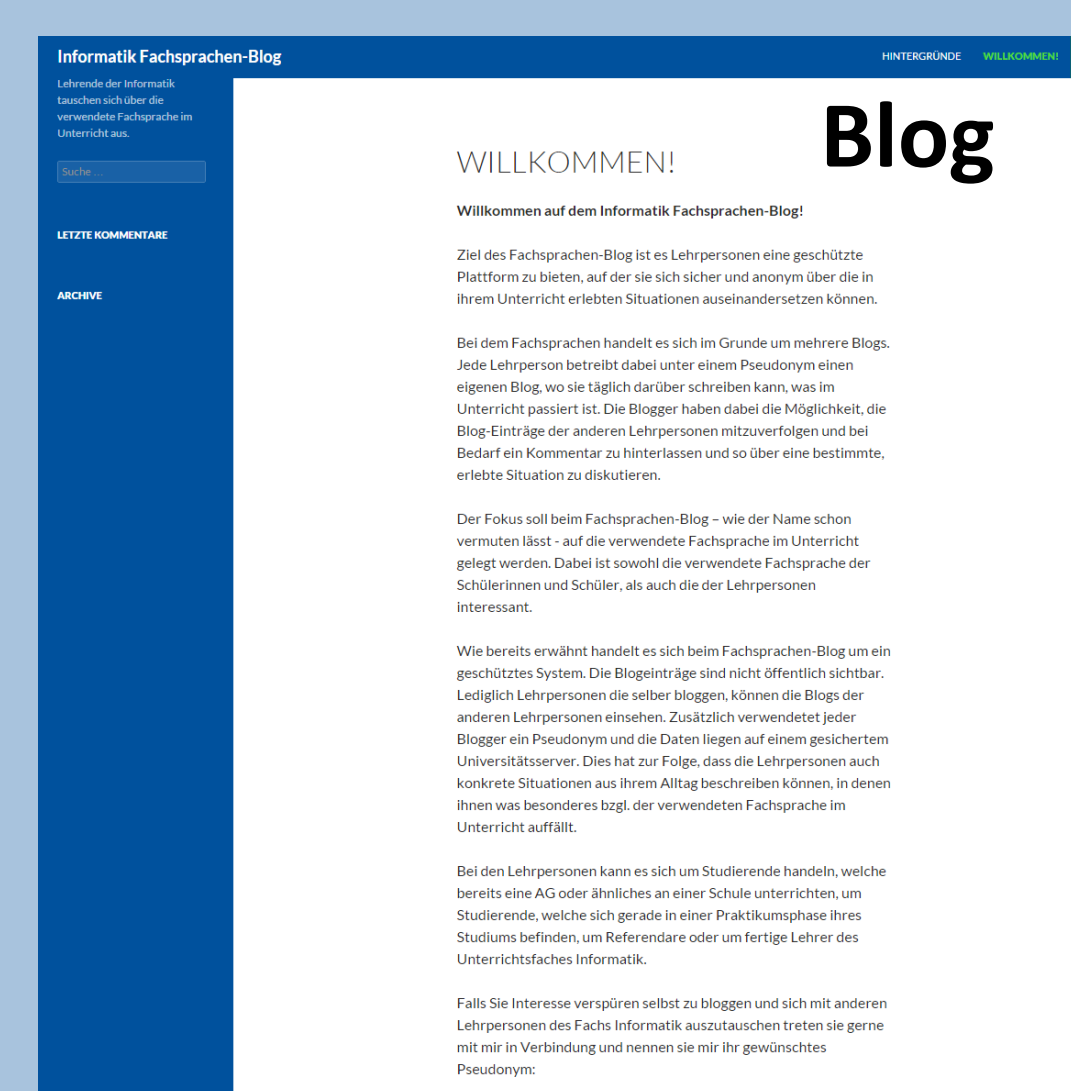 Informatik Fachsprachen-Blog
HINTERGRÜNDE WILLKOMMEN!
Lehrende der Informatik
tauschen sich über die
verwendete Fachsprache im
Unterricht aus.
Suche ...
LETZTE KOMMENTARE
ARCHIVE
Blog
WILLKOMMEN!
Willkommen auf dem Informatik Fachsprachen-Blog!
Ziel des Fachsprachen-Blog ist es Lehrpersonen eine geschützte
Plattform zu bieten, auf der sie sich sicher und anonym über die in
ihrem Unterricht erlebten Situationen auseinandersetzen können.
Bei dem Fachsprachen handelt es sich im Grunde um mehrere Blogs.
Jede Lehrperson betreibt dabei unter einem Pseudonym einen
eigenen Blog, wo sie täglich darüber schreiben kann, was im
Unterricht passiert ist. Die Blogger haben dabei die Möglichkeit, die
Blog-Einträge der anderen Lehrpersonen mitzuverfolgen und bei
Bedarf ein Kommentar zu hinterlassen und so über eine bestimmte,
erlebte Situation zu diskutieren.
Der Fokus soll beim Fachsprachen-Blog – wie der Name schon
vermuten lässt - auf die verwendete Fachsprache im Unterricht
gelegt werden. Dabei ist sowohl die verwendete Fachsprache der
Schülerinnen und Schüler, als auch die der Lehrpersonen
interessant.
Wie bereits erwähnt handelt es sich beim Fachsprachen-Blog um ein
geschütztes System. Die Blogeinträge sind nicht öffentlich sichtbar.
Lediglich Lehrpersonen die selber bloggen, können die Blogs der
anderen Lehrpersonen einsehen. Zusätzlich verwendetet jeder
Blogger ein Pseudonym und die Daten liegen auf einem gesichertem
Universitätsserver. Dies hat zur Folge, dass die Lehrpersonen auch
konkrete Situationen aus ihrem Alltag beschreiben können, in denen
ihnen was besonderes bzgl. der verwendeten Fachsprache im
Unterricht auffällt.
Bei den Lehrpersonen kann es sich um Studierende handeln, welche
bereits eine AG oder ähnliches an einer Schule unterrichten, um
Studierende, welche sich gerade in einer Praktikumsphase ihres
Studiums befinden, um Referendare oder um fertige Lehrer des
Unterrichtsfaches Informatik.
Falls Sie Interesse verspüren selbst zu bloggen und sich mit anderen
Lehrpersonen des Fachs Informatik auszutauschen treten sie gerne
mit mir in Verbindung und nennen sie mir ihr gewünschtes
Pseudonym: